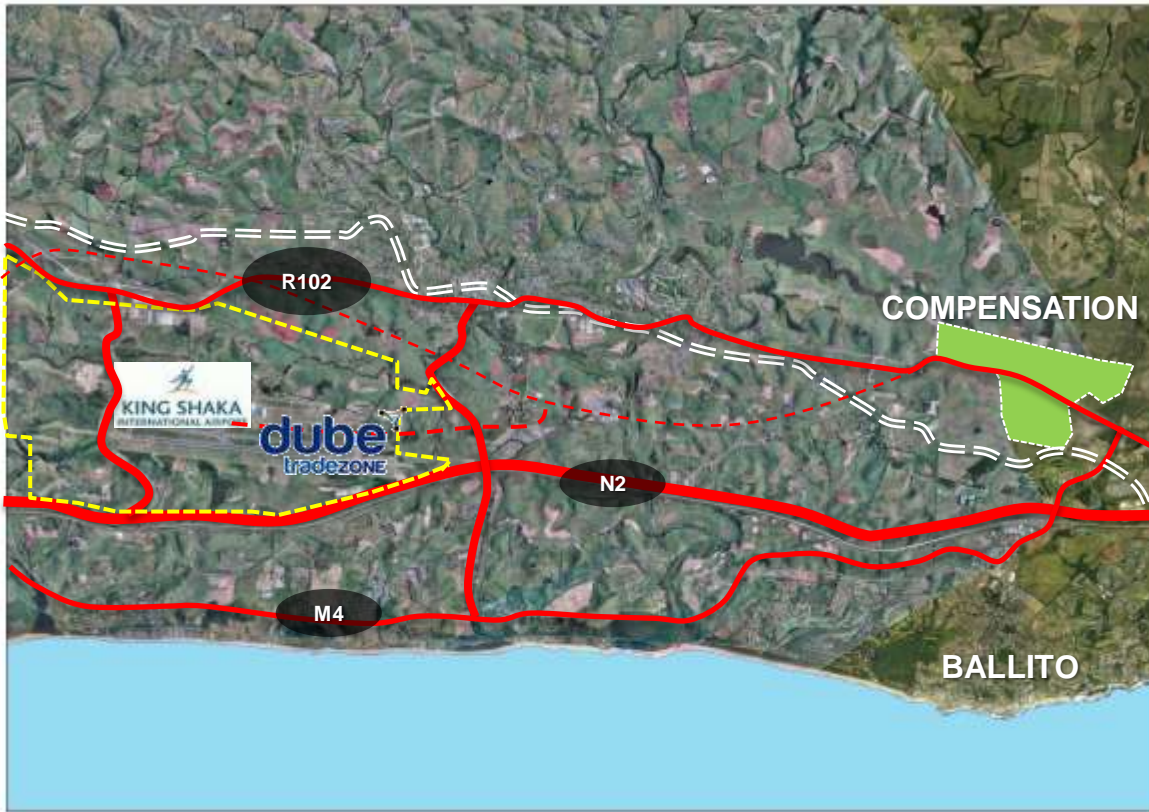 R102
COMPENSATION
KING SHAKA
INTERNATIONAL AIRPORT
dube
tradezone
N2
M4
BALLITO